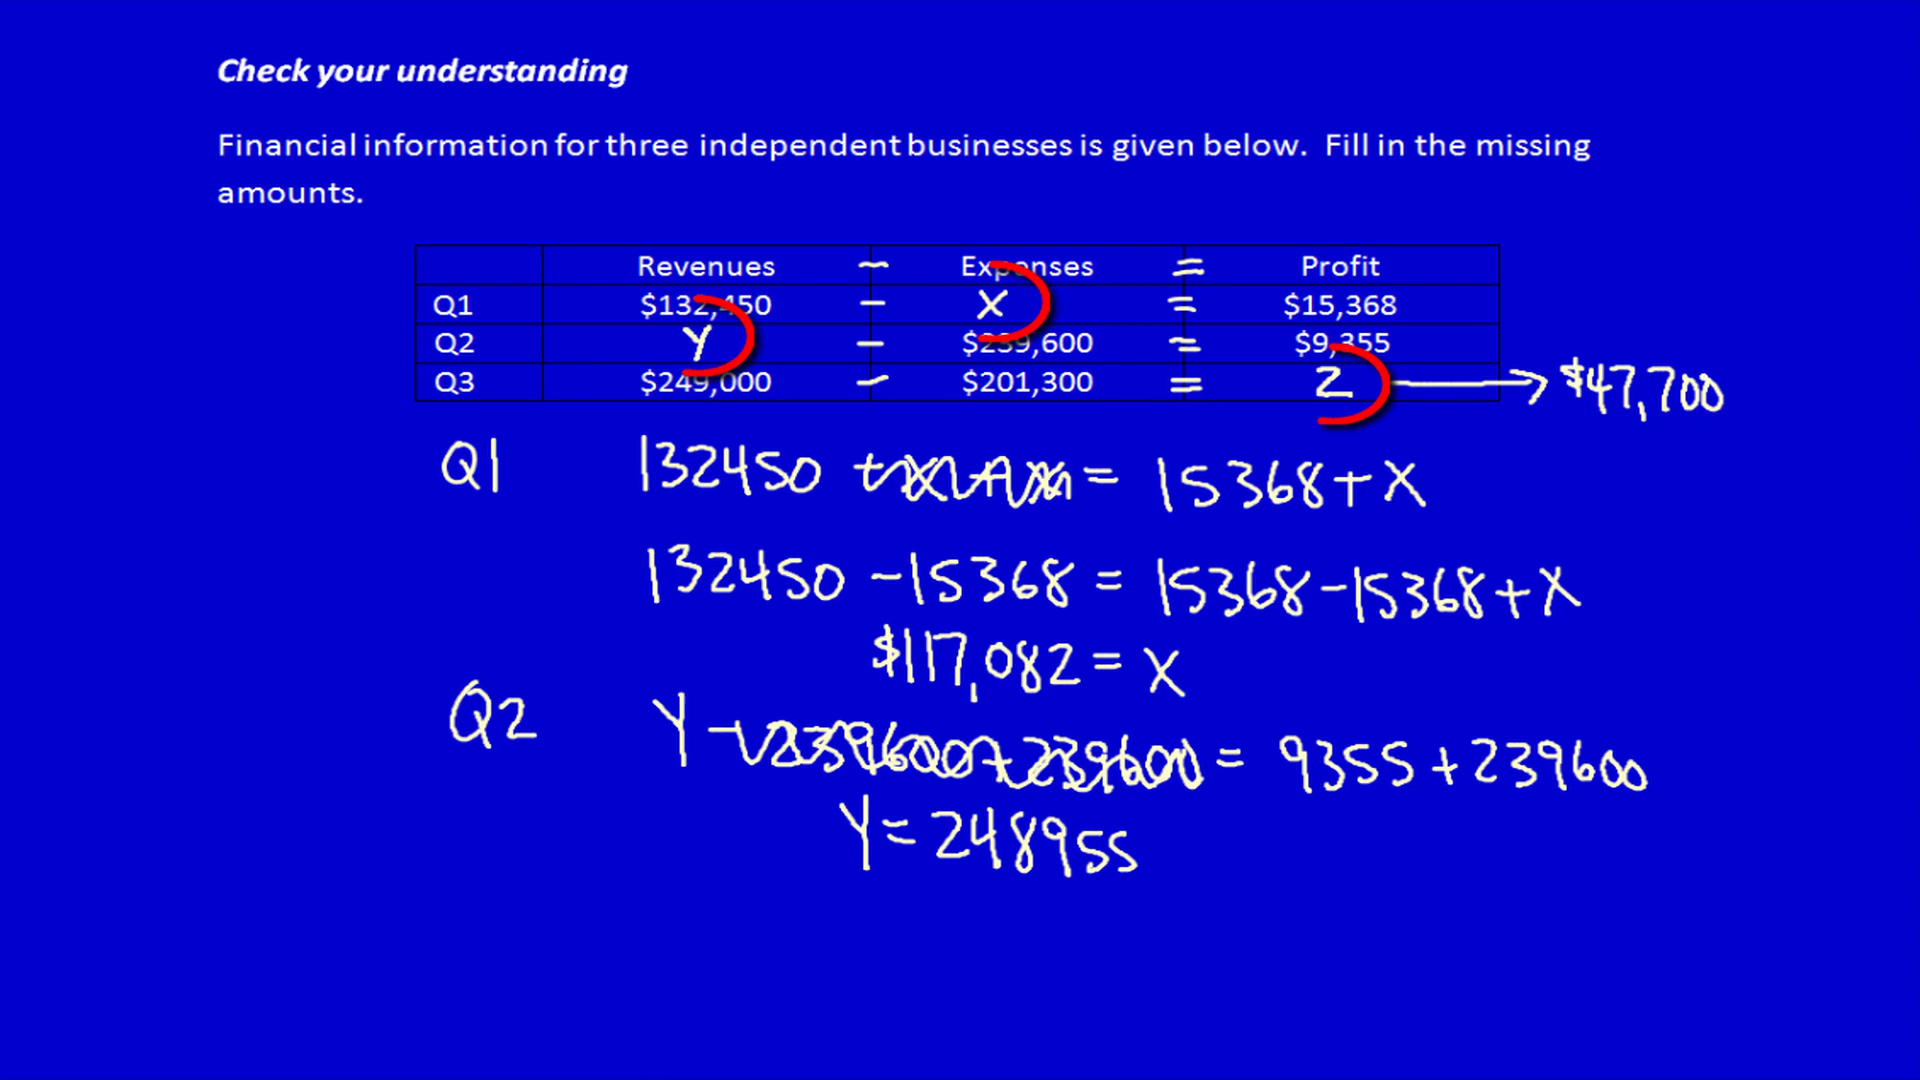 Check your understanding
Financial information for three independent businesses is given below. Fill in the missing
amounts.
Revenues − Expenses = Profit
Q1 $132,450 − X = $15,368
Q2 Y − $239,600 = $9,355
Q3 $249,000 − $201,300 = Z → $47,700
Q1 132450 = 15368+X
132450 -15368 = 15368-15368+X
$117,082 = X
Q2 Y -239600+239600 = 9355+239600
Y = 248955